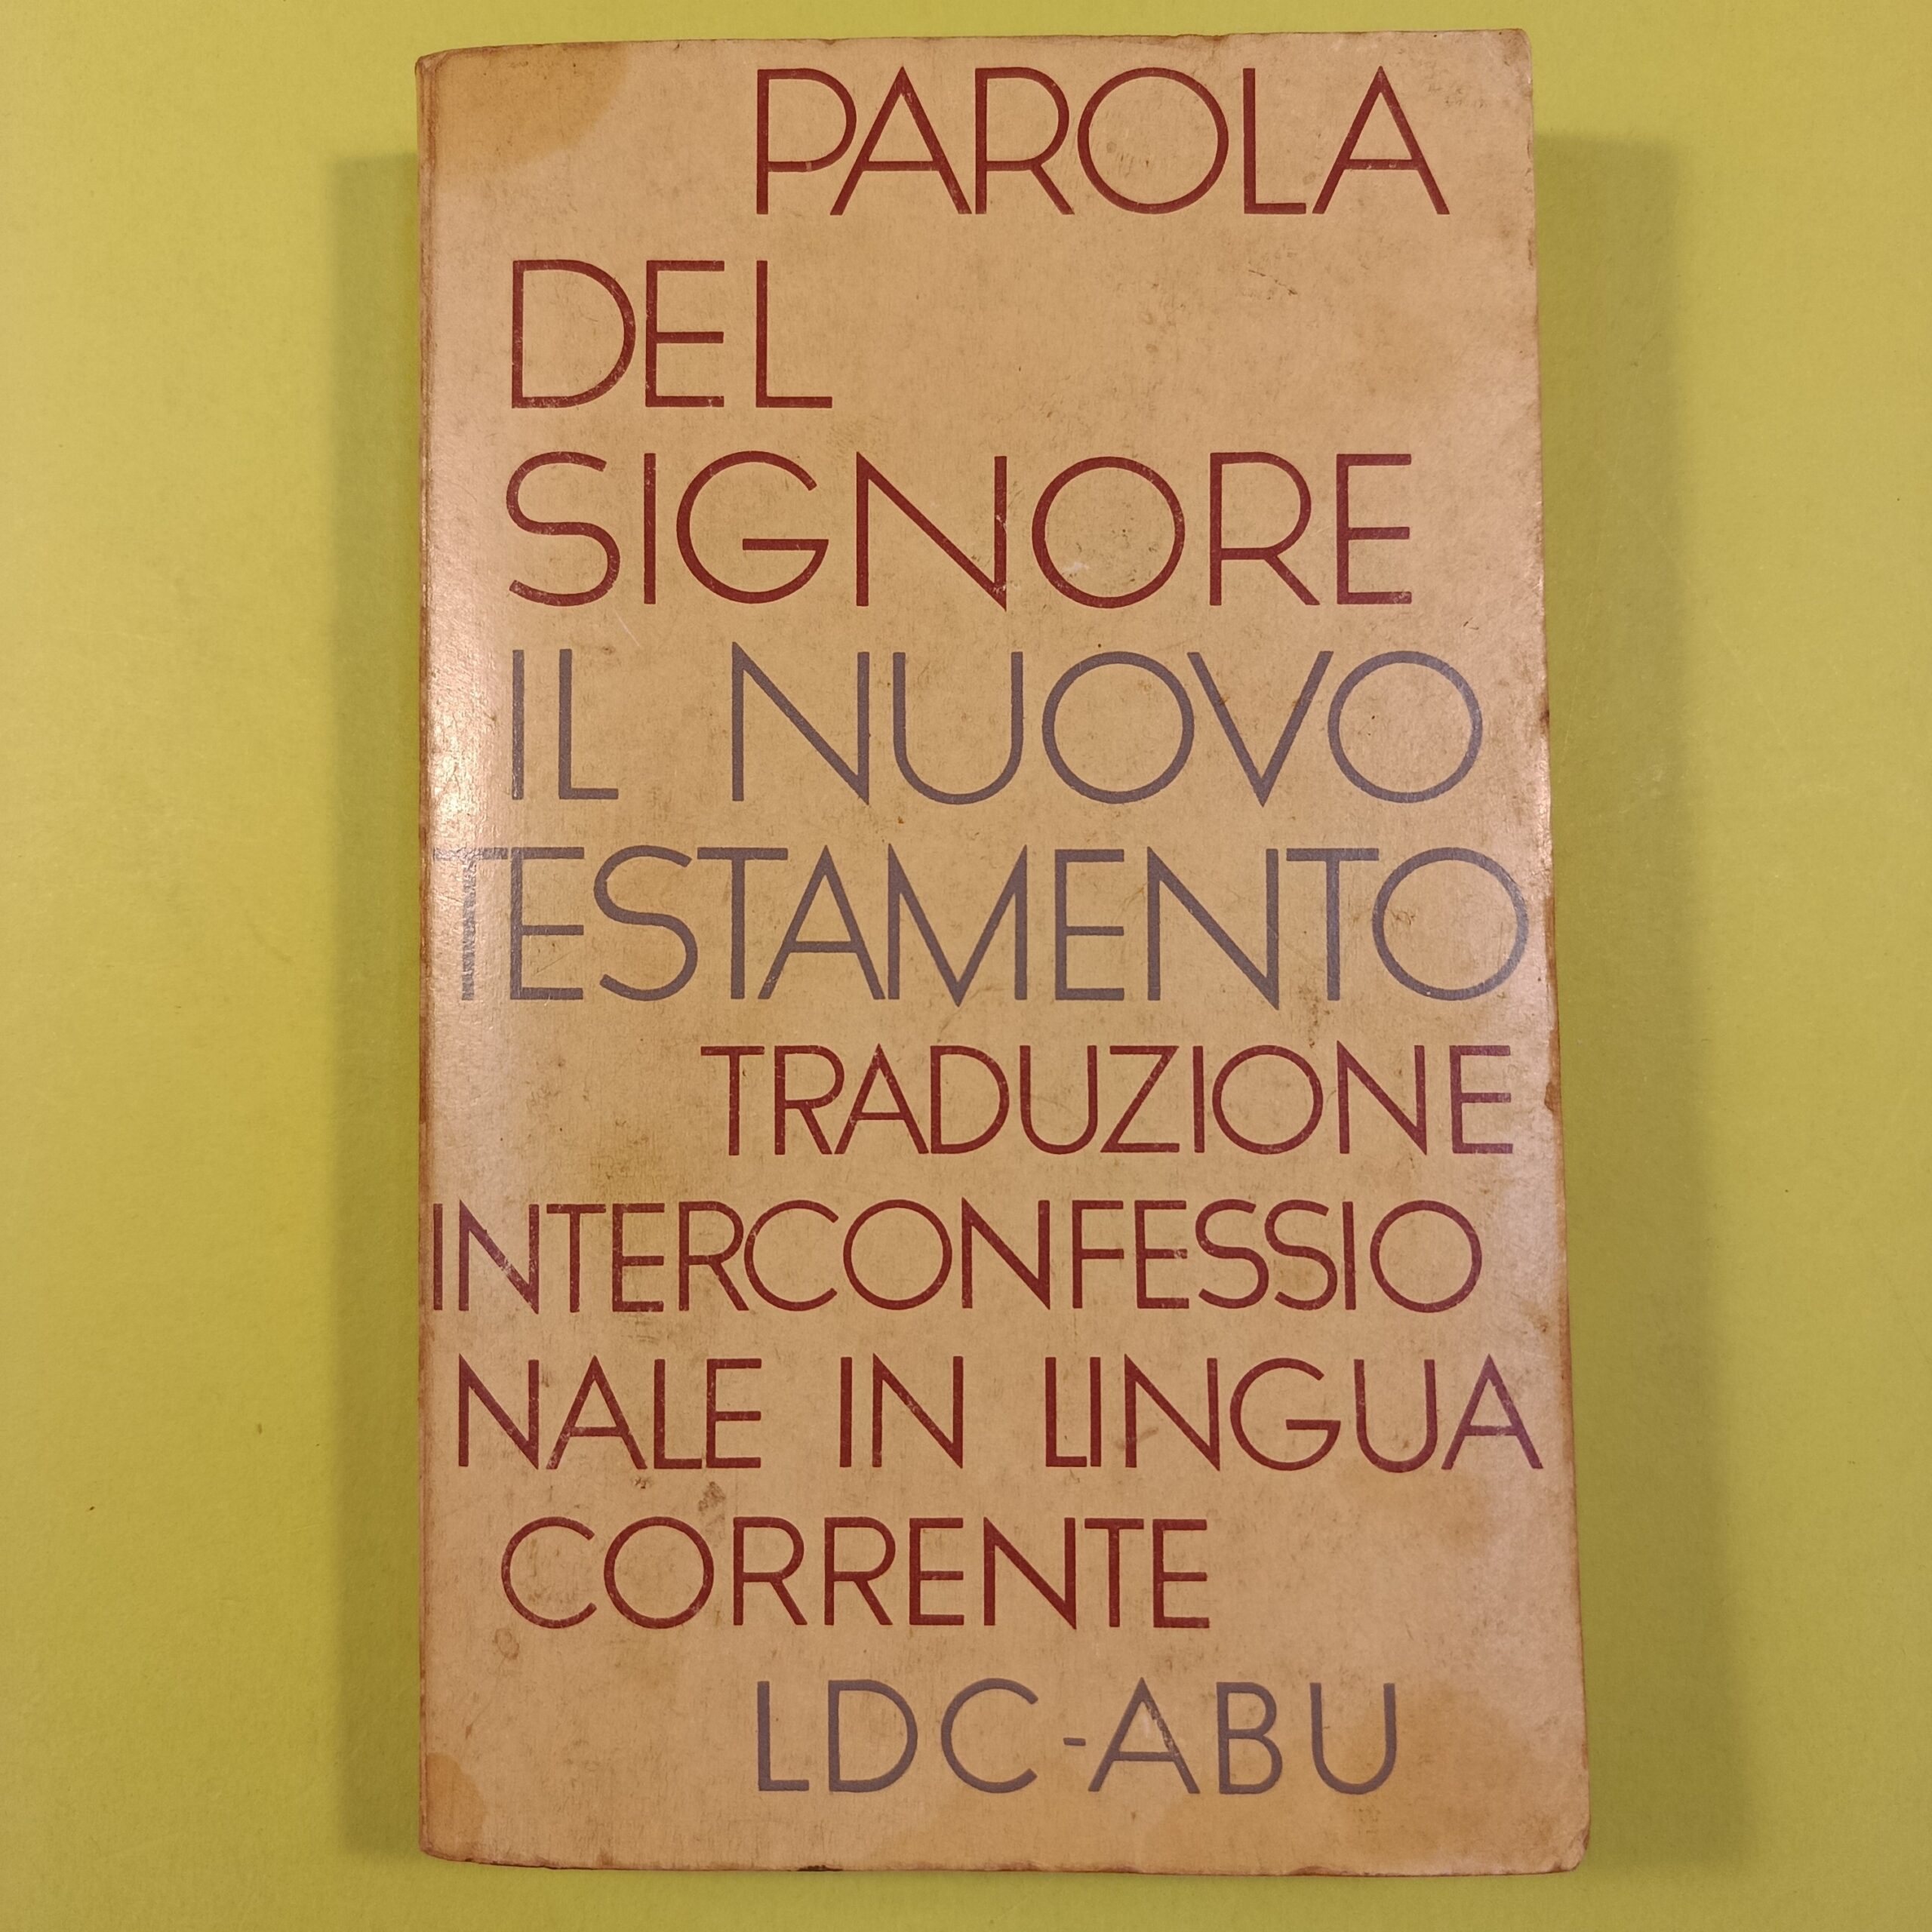 PAROLA
DEL
SIGNORE
IL NUOVO
TESTAMENTO
TRADUZIONE
INTERCONFESSIO
NALE IN LINGUA
CORRENTE
LDC-ABU